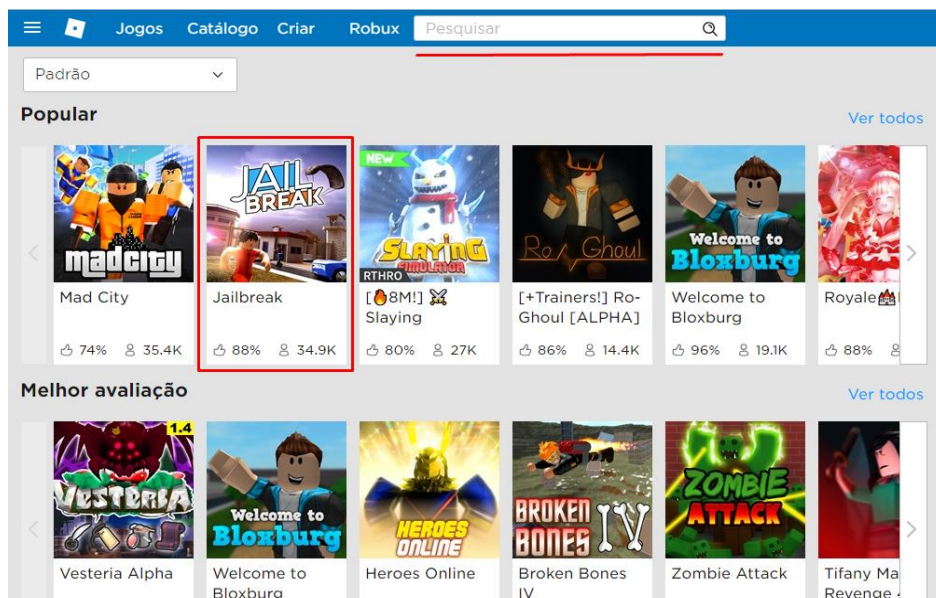 Jogos Catálogo Criar Robux Pesquisar
Padrão
Popular
Ver todos
madcity
JAIL
BREAK
NEW
SLAYING
SIMULATOR
RTHRO
Ro/Ghoul
Welcome to
Bloxburg
Mad City
Jailbreak
[🔥8M!] ⚔
Slaying
[+Trainers!] Ro-
Ghoul [ALPHA]
Welcome to
Bloxburg
Royale🏰
74% 35.4K
88% 34.9K
80% 27K
86% 14.4K
96% 19.1K
88%
Melhor avaliação
Ver todos
1.4
VESTERIA
Welcome to
Bloxburg
HEROES
ONLINE
BROKEN
BONES IV
ZOMBIE
ATTACK
Vesteria Alpha
Welcome to
Bloxburg
Heroes Online
Broken Bones
IV
Zombie Attack
Tifany Ma
Revenge